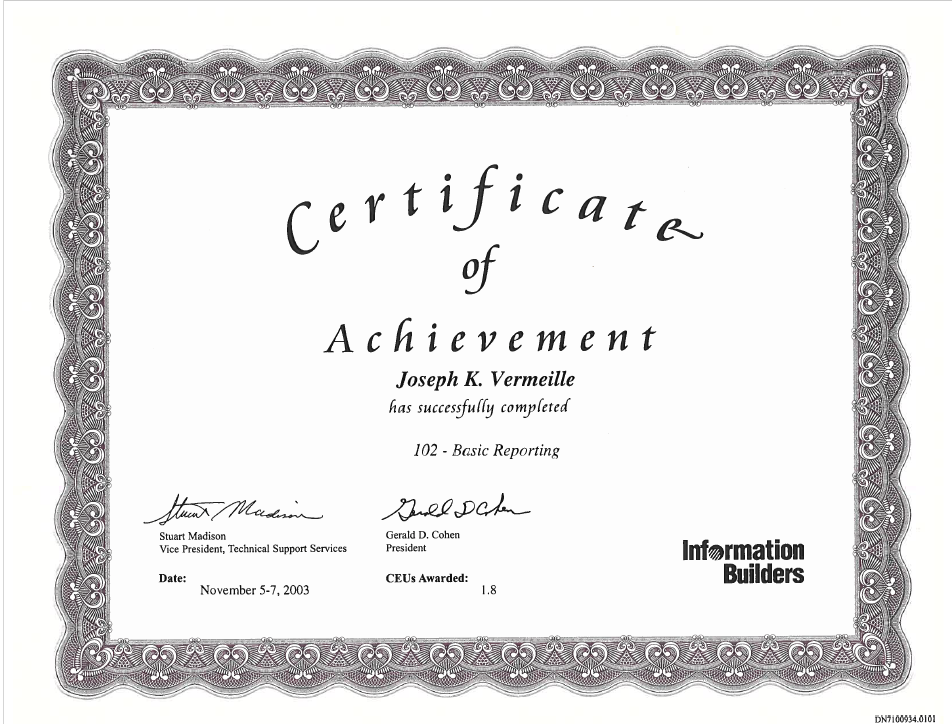 Certificate
of
Achievement
Joseph K. Vermeille
has successfully completed
102 - Basic Reporting
Stuart Madison
Gerald D Cohen
Stuart Madison
Vice President, Technical Support Services
Gerald D. Cohen
President
Date:
November 5-7, 2003
CEUs Awarded:
1.8
Information
Builders
DN7100934.0101